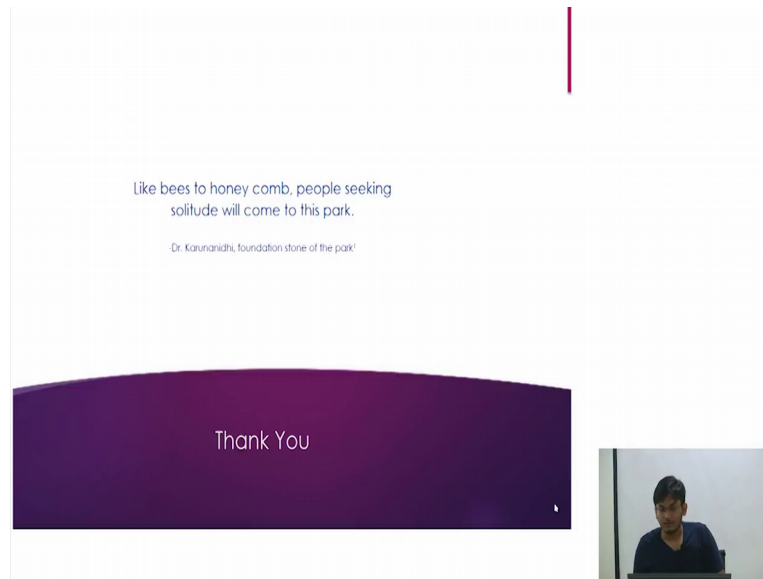 Like bees to honey comb, people seeking
solitude will come to this park.
-Dr. Karunanidhi, foundation stone of the park¹
Thank You